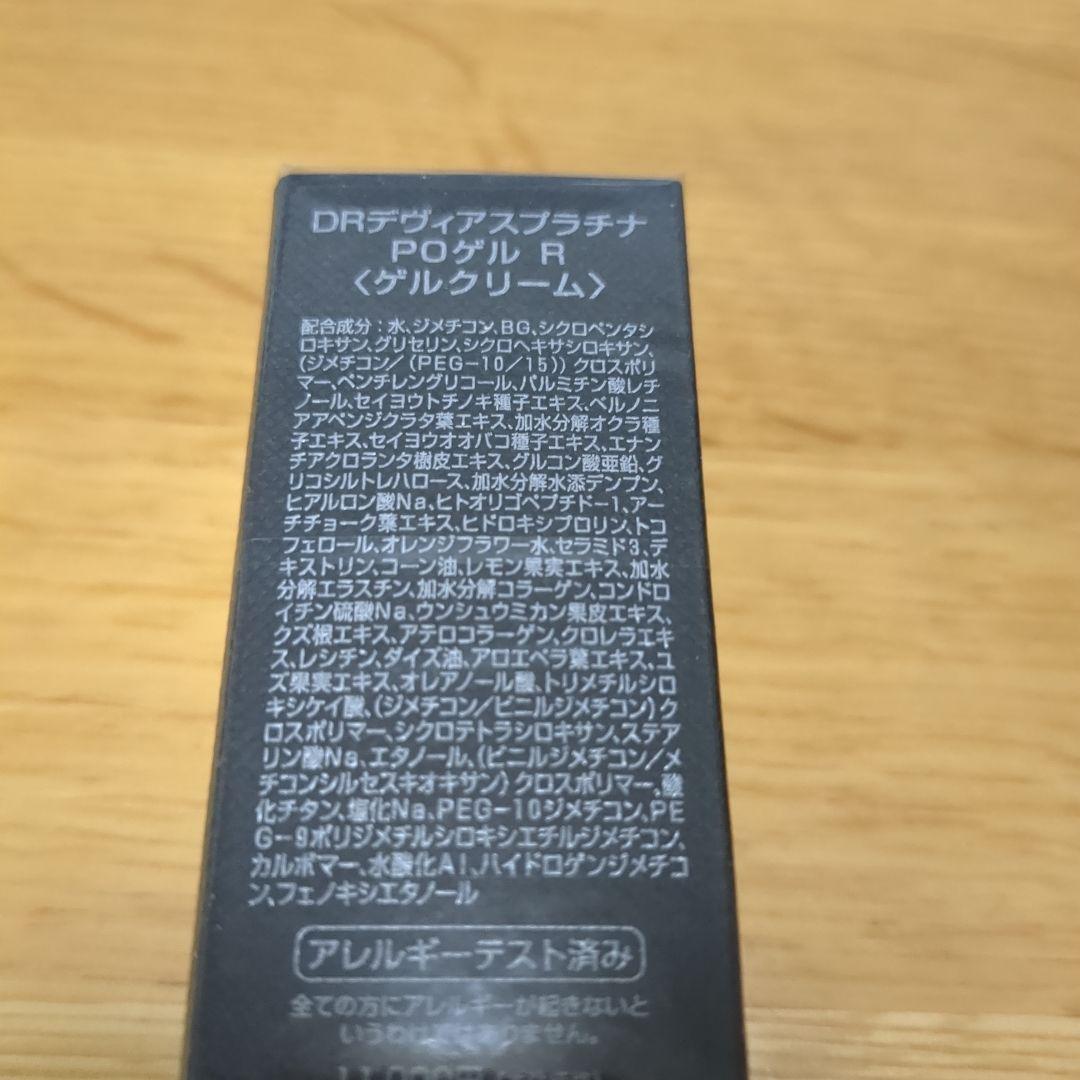 DRデヴィアスプラチナ
POゲル R
〈ゲルクリーム〉
配合成分：水、ジメチコン、BG、シクロペンタシ
ロキサン、グリセリン、シクロヘキサシロキサン、
(ジメチコン／(PEG－10／15))クロスポリ
マー、ペンチレングリコール、パルミチン酸レチ
ノール、セイヨウトチノキ種子エキス、ベルノニ
アアペンジクラタ葉エキス、加水分解オクラ種
子エキス、セイヨウオオバコ種子エキス、エナン
チアクロランタ樹皮エキス、グルコン酸亜鉛、グ
リコシルトレハロース、加水分解水添デンプン、
ヒアルロン酸Na、ヒトオリゴペプチド－1、アー
チチョーク葉エキス、ヒドロキシプロリン、トコ
フェロール、オレンジフラワー水、セラミド3、デ
キストリン、コーン油、レモン果実エキス、加水
分解エラスチン、加水分解コラーゲン、コンドロ
イチン硫酸Na、ウンシュウミカン果皮エキス、
クズ根エキス、アテロコラーゲン、クロレラエキ
ス、レシチン、ダイズ油、アロエベラ葉エキス、ユ
ズ果実エキス、オレアノール酸、トリメチルシロ
キシケイ酸、(ジメチコン／ビニルジメチコン)ク
ロスポリマー、シクロテトラシロキサン、ステア
リン酸Na、エタノール、(ビニルジメチコン／メ
チコンシルセスキオキサン)クロスポリマー、酸
化チタン、塩化Na、PEG－10ジメチコン、PE
G－9ポリジメチルシロキシエチルジメチコン、
カルボマー、水酸化Al、ハイドロゲンジメチコ
ン、フェノキシエタノール
アレルギーテスト済み
全ての方にアレルギーが起きないと
いうわけではありません。
11,000円